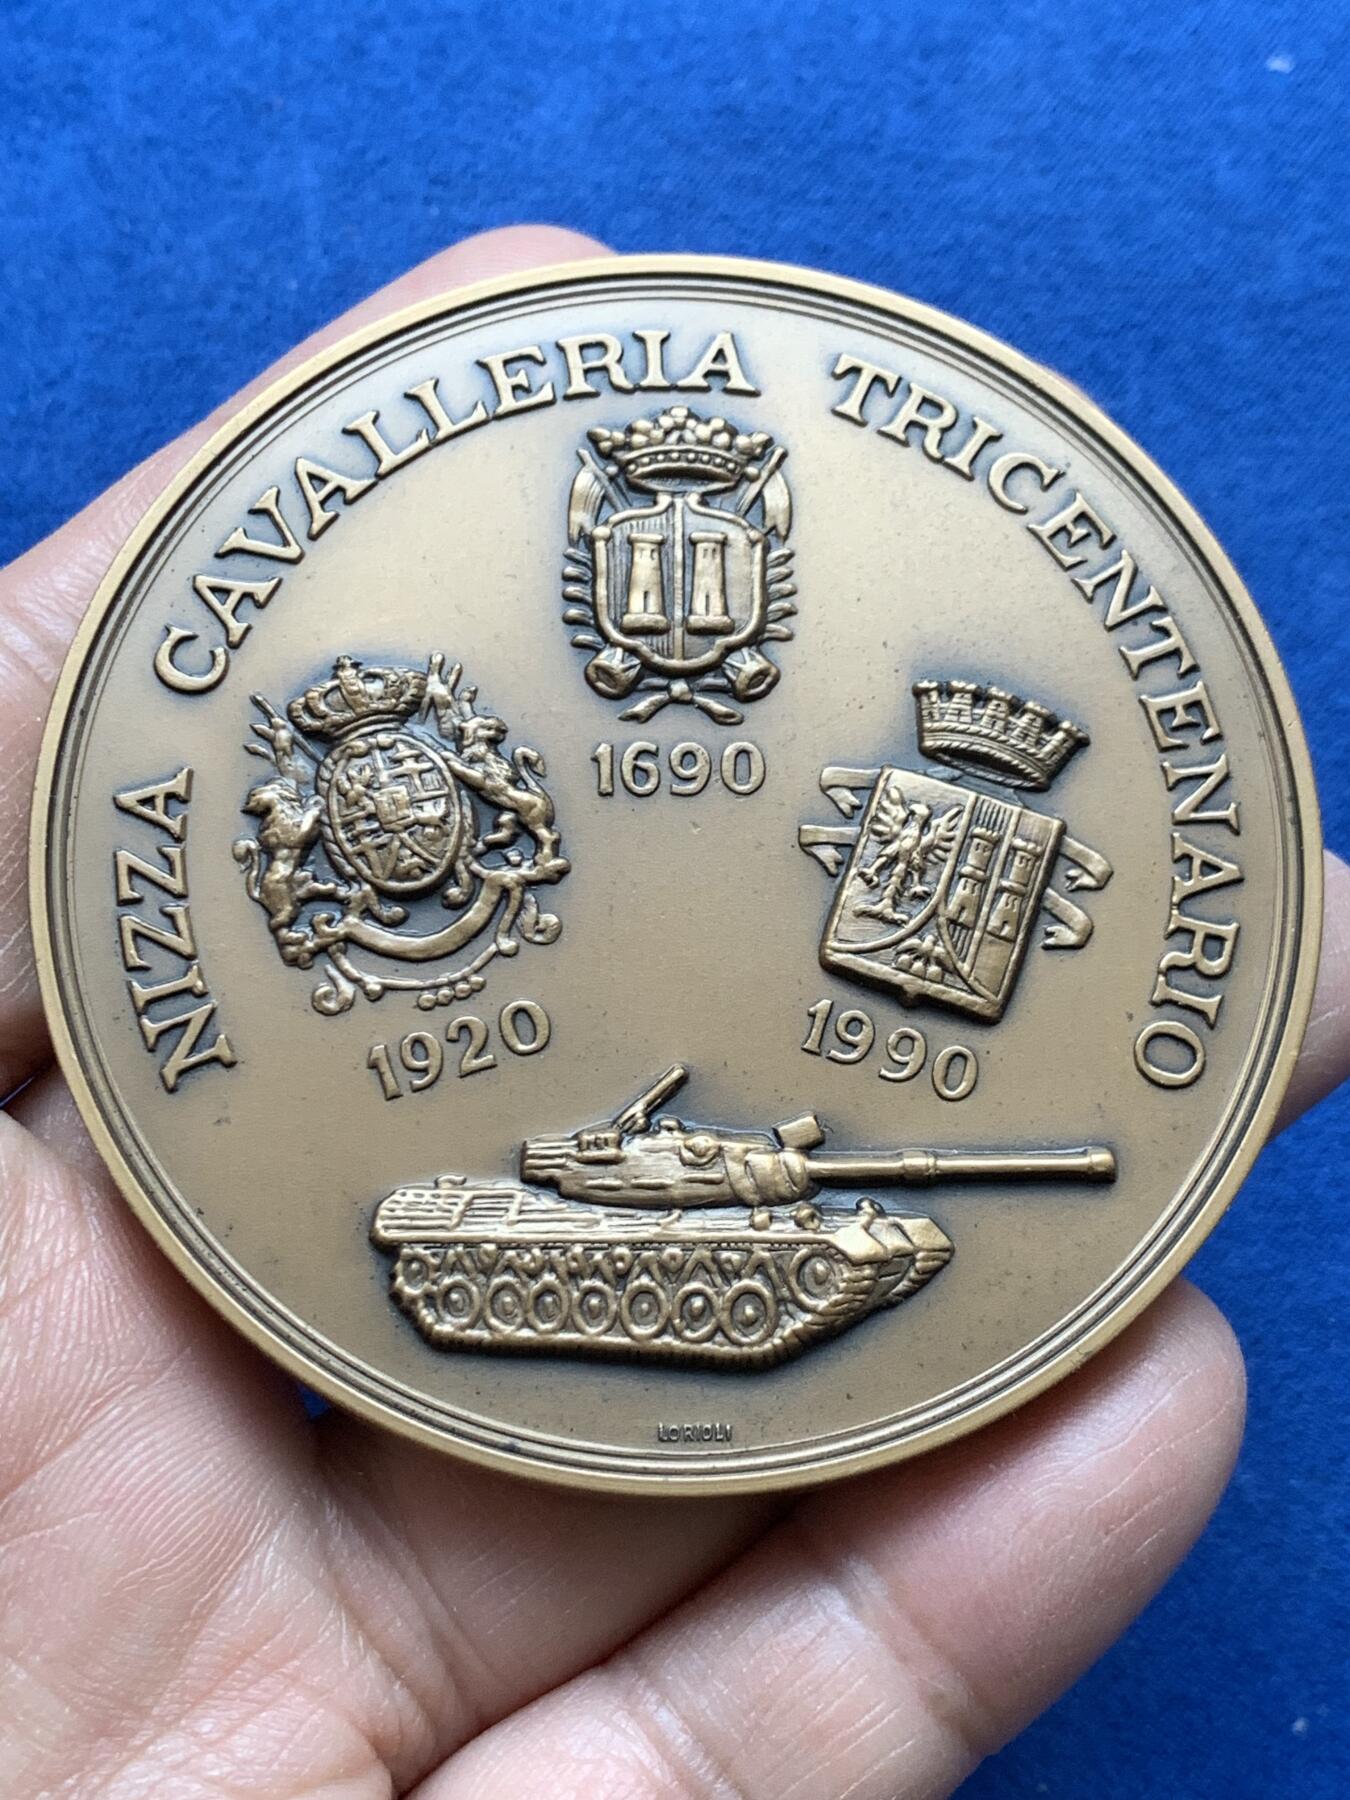 NIZZA CAVALLERIA TRICENTENARIO
1690
1920
1990
LORIOLI